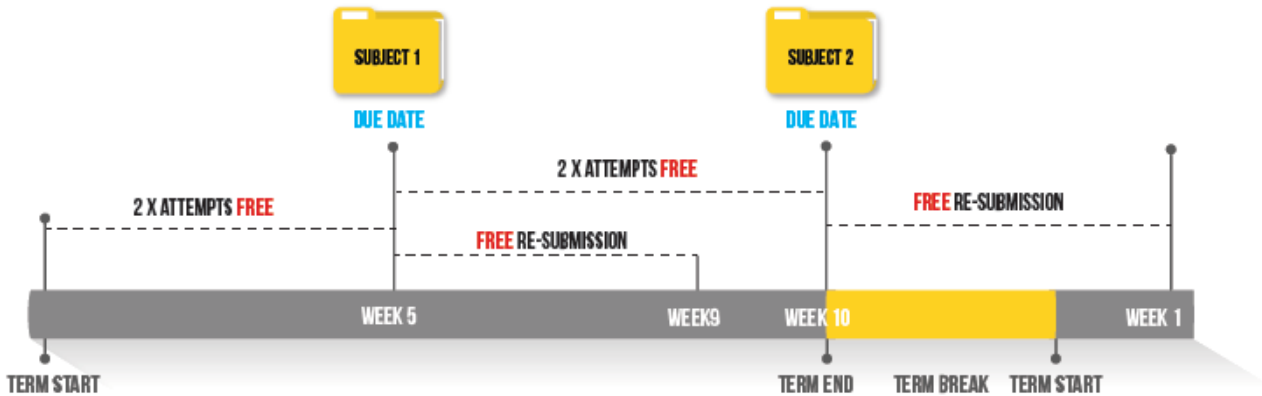 SUBJECT 1
SUBJECT 2
DUE DATE
DUE DATE
2 X ATTEMPTS FREE
2 X ATTEMPTS FREE
FREE RE-SUBMISSION
FREE RE-SUBMISSION
WEEK 5
WEEK9
WEEK 10
WEEK 1
TERM START
TERM END
TERM BREAK
TERM START